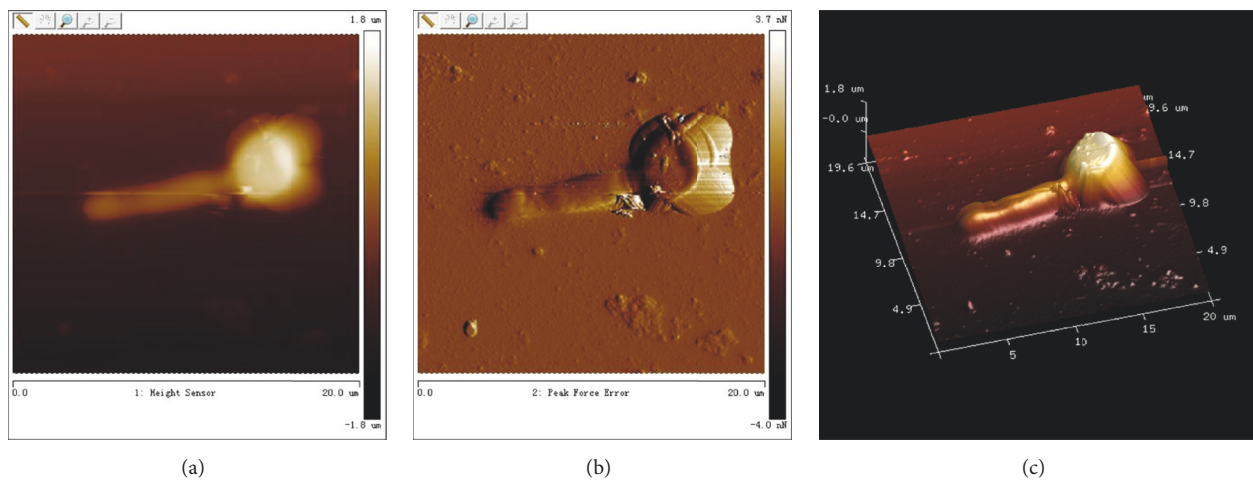 1.8 um
0.0 1: Height Sensor 20.0 um
-1.8 um
(a)
3.7 nN
0.0 2: Peak Force Error 20.0 um
-4.0 nN
(b)
1.8 um
-0.0 um
19.6 um
14.7
9.8
4.9
um
9.6 um
14.7
9.8
4.9
5
10
15
20 um
(c)